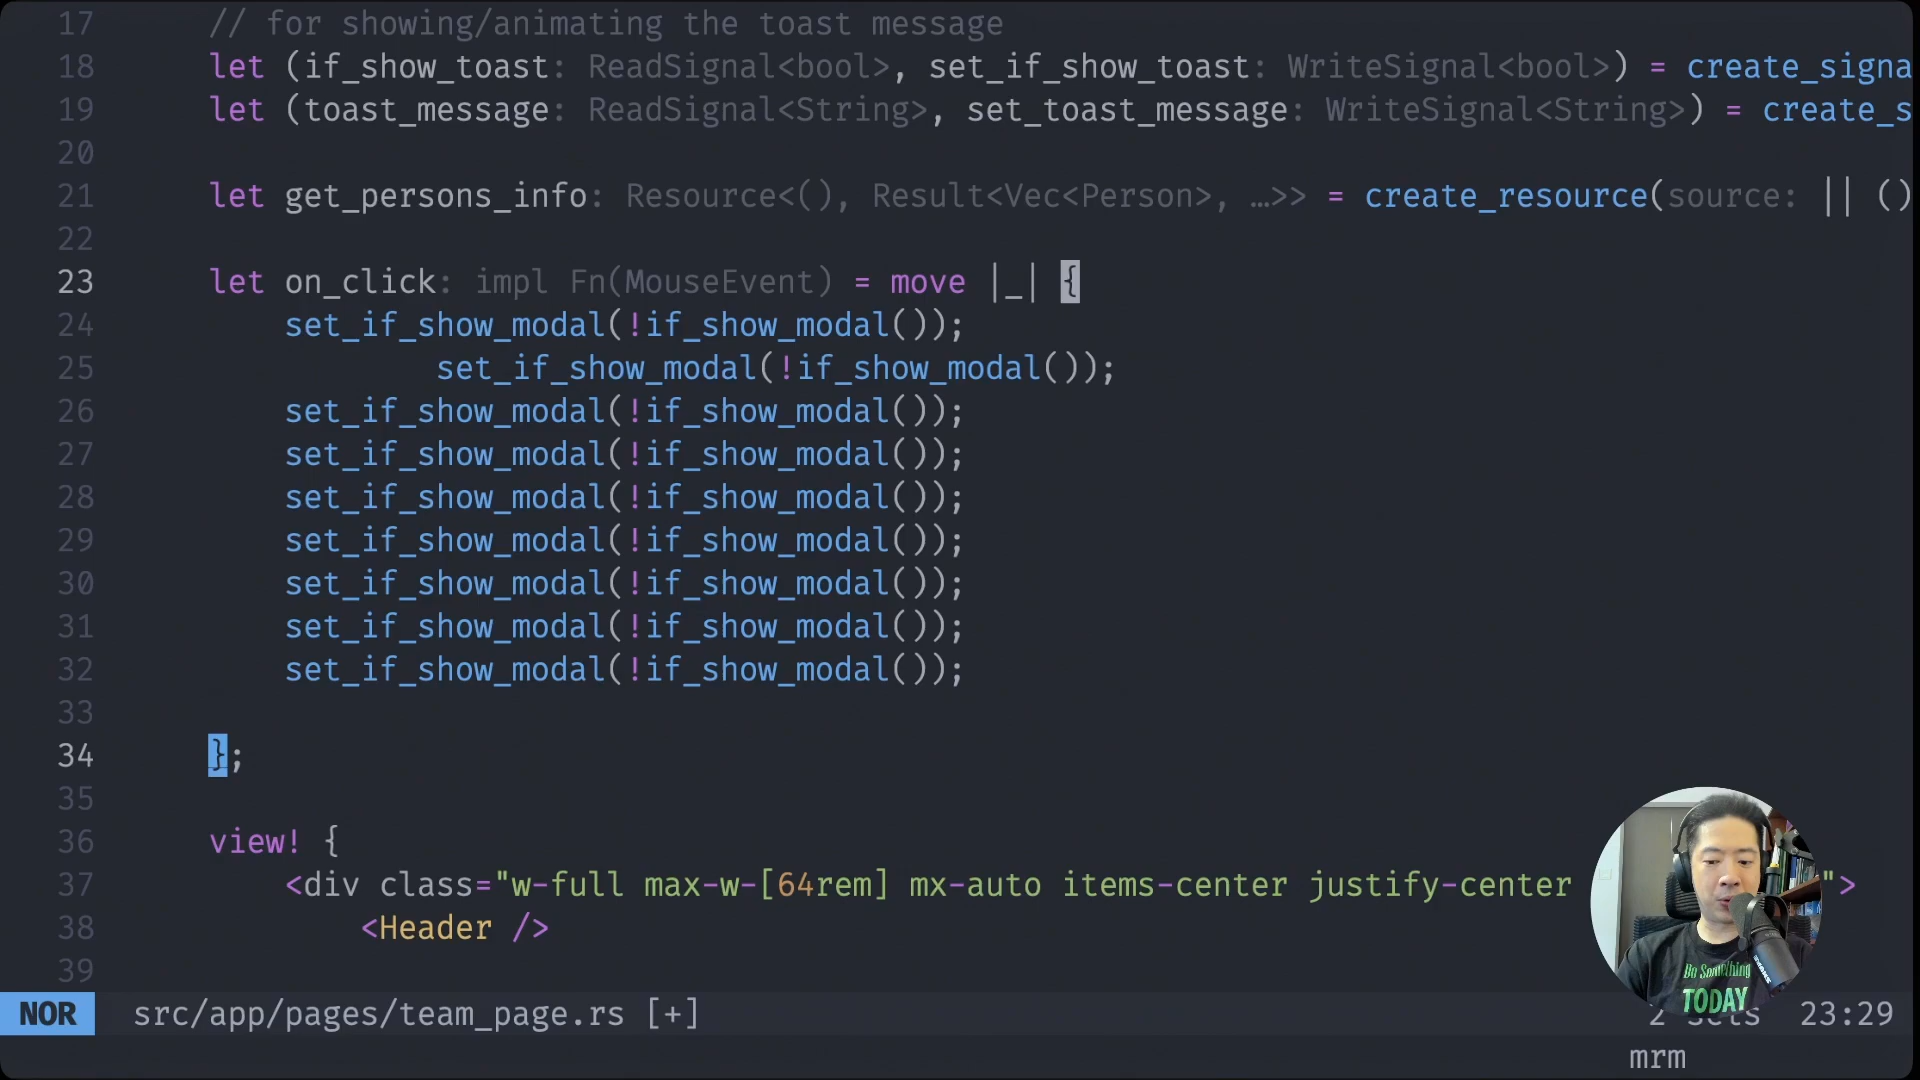 17 // for showing/animating the toast message
18 let (if_show_toast: ReadSignal<bool>, set_if_show_toast: WriteSignal<bool>) = create_signa
19 let (toast_message: ReadSignal<String>, set_toast_message: WriteSignal<String>) = create_s
20
21 let get_persons_info: Resource<(), Result<Vec<Person>, …>> = create_resource(source: || ()
22
23 let on_click: impl Fn(MouseEvent) = move |_| {
24 set_if_show_modal(!if_show_modal());
25 set_if_show_modal(!if_show_modal());
26 set_if_show_modal(!if_show_modal());
27 set_if_show_modal(!if_show_modal());
28 set_if_show_modal(!if_show_modal());
29 set_if_show_modal(!if_show_modal());
30 set_if_show_modal(!if_show_modal());
31 set_if_show_modal(!if_show_modal());
32 set_if_show_modal(!if_show_modal());
33
34 };
35
36 view! {
37 <div class="w-full max-w-[64rem] mx-auto items-center justify-center ">
38 <Header />
39
Do Something
TODAY
NOR src/app/pages/team_page.rs [+] 2 sels 23:29
mrm